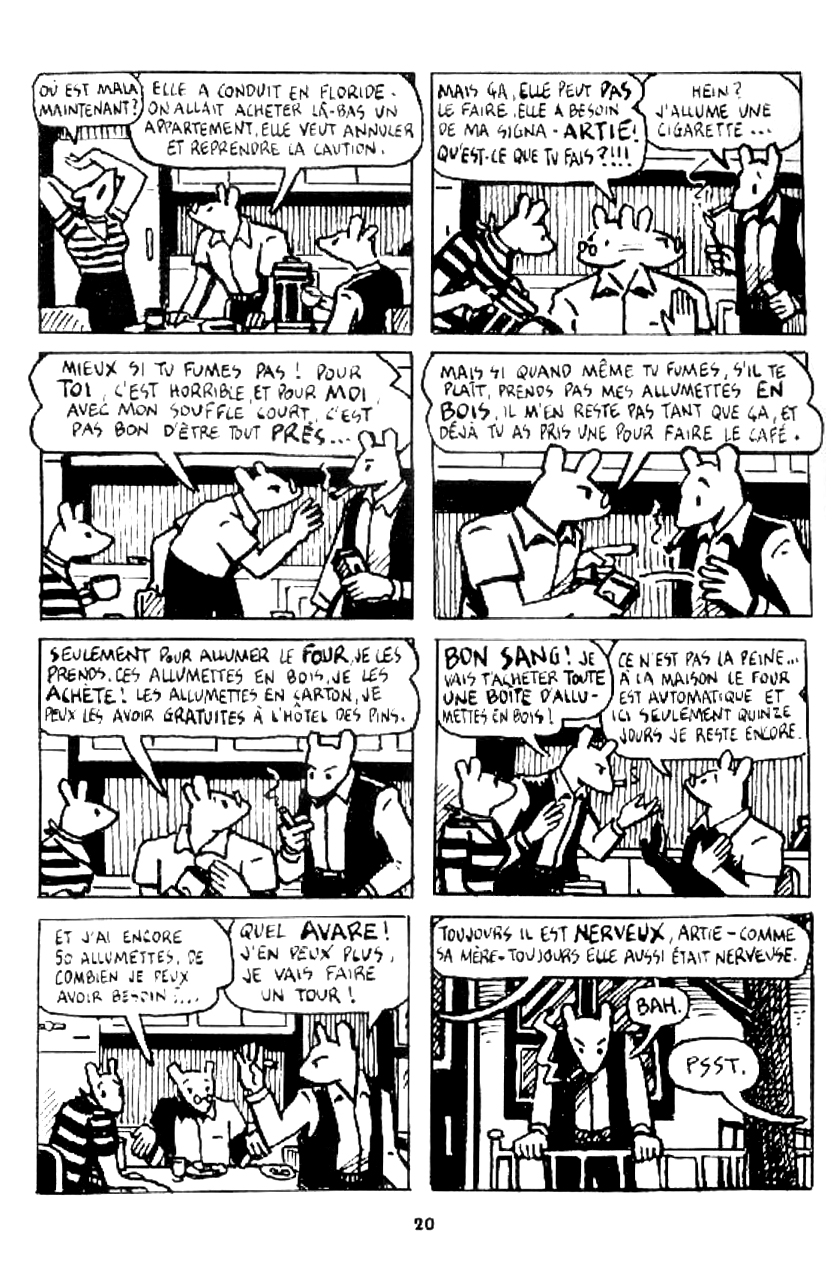 OÙ EST MALA
MAINTENANT?
ELLE A CONDUIT EN FLORIDE.
ON ALLAIT ACHETER LÀ-BAS UN
APPARTEMENT, ELLE VEUT ANNULER
ET REPRENDRE LA CAUTION.
MAIS ÇA, ELLE PEUT PAS
LE FAIRE, ELLE A BESOIN
DE MA SIGNA - ARTIE!
QU'EST-CE QUE TU FAIS?!!!
HEIN?
J'ALLUME UNE
CIGARETTE...
MIEUX SI TU FUMES PAS! POUR
TOI, C'EST HORRIBLE, ET POUR MOI,
AVEC MON SOUFFLE COURT, C'EST
PAS BON D'ÊTRE TOUT PRÈS...
MAIS SI QUAND MÊME TU FUMES, S'IL TE
PLAÎT, PRENDS PAS MES ALLUMETTES EN
BOIS, IL M'EN RESTE PAS TANT QUE ÇA, ET
DÉJÀ TU AS PRIS UNE POUR FAIRE LE CAFÉ.
SEULEMENT POUR ALLUMER LE FOUR, JE LES
PRENDS. CES ALLUMETTES EN BOIS, JE LES
ACHÈTE! LES ALLUMETTES EN CARTON, JE
PEUX LES AVOIR GRATUITES À L'HÔTEL DES PINS.
BON SANG! JE
VAIS T'ACHETER TOUTE
UNE BOITE D'ALLU-
METTES EN BOIS!
CE N'EST PAS LA PEINE...
À LA MAISON LE FOUR
EST AUTOMATIQUE ET
ICI SEULEMENT QUINZE
JOURS JE RESTE ENCORE.
ET J'AI ENCORE
50 ALLUMETTES, DE
COMBIEN JE PEUX
AVOIR BESOIN :...
QUEL AVARE!
J'EN PEUX PLUS,
JE VAIS FAIRE
UN TOUR!
TOUJOURS IL EST NERVEUX, ARTIE - COMME
SA MÈRE - TOUJOURS ELLE AUSSI ÉTAIT NERVEUSE.
BAH.
PSST.
20